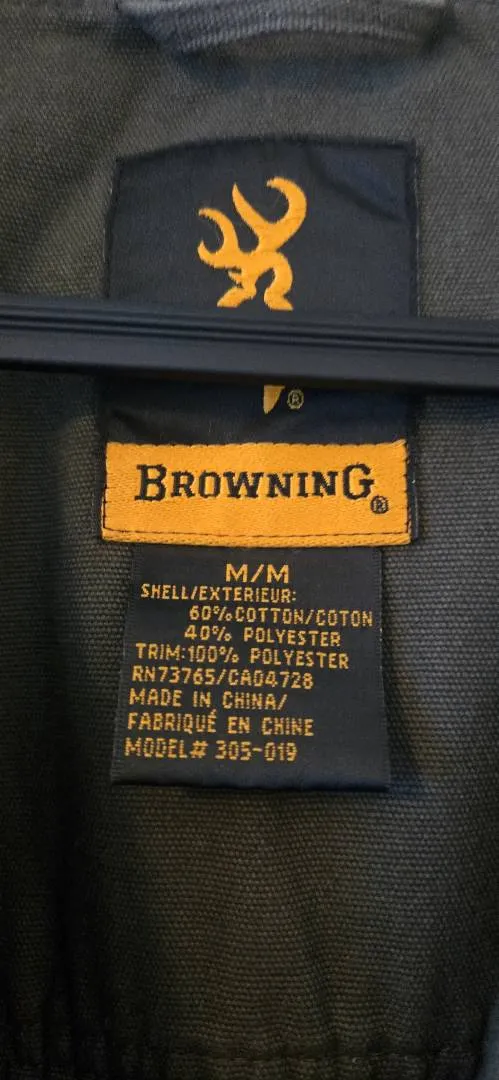 ®
BROWNING
®
M/M
SHELL/EXTERIEUR:
60% COTTON/COTON
40% POLYESTER
TRIM:100% POLYESTER
RN73765/CA04728
MADE IN CHINA/
FABRIQUÉ EN CHINE
MODEL# 305-019